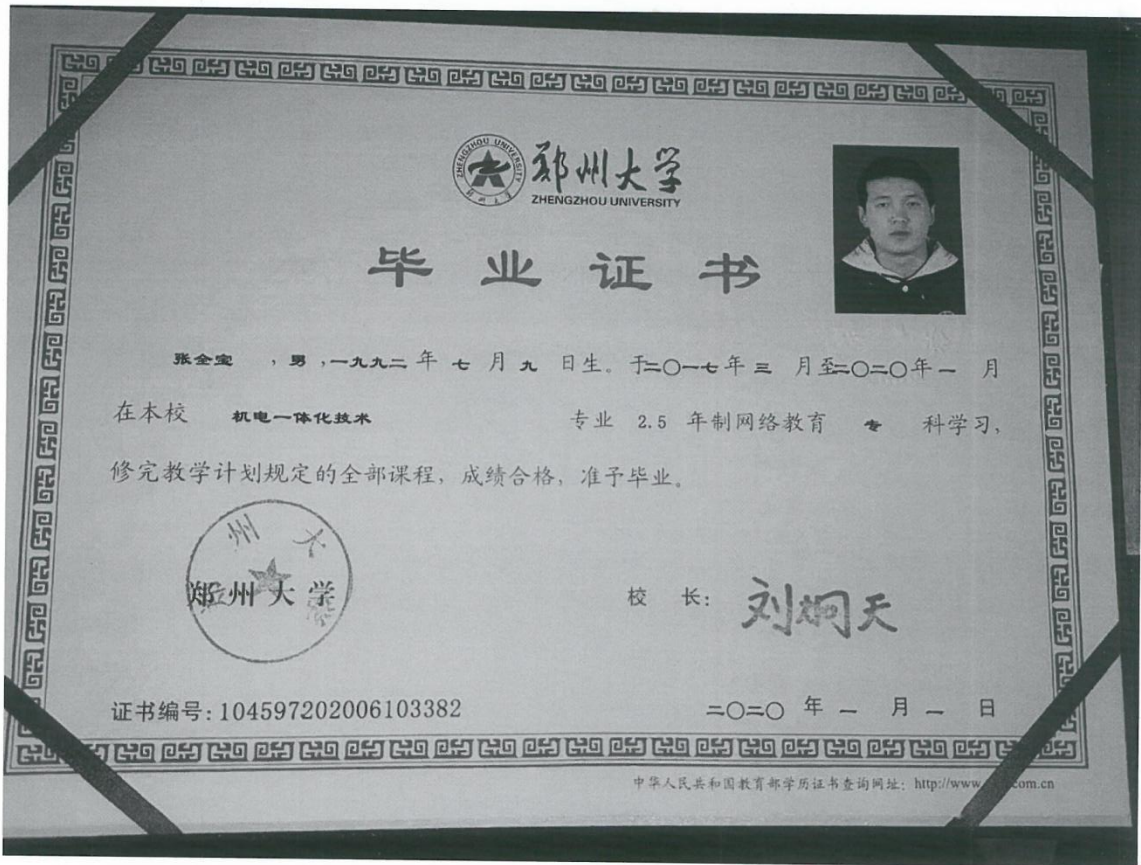 ZHENGZHOU UNIVERSITY
郑州大学
ZHENGZHOU UNIVERSITY
毕业证书
张全宝 ，男，一九九二年七月九日生。于二〇一七年三月至二〇二〇年一月
在本校 机电一体化技术 专业 2.5 年制网络教育 专 科学习，
修完教学计划规定的全部课程，成绩合格，准予毕业。
郑州大学
校 长：刘炯天
证书编号：104597202006103382
二〇二〇年一月一日
中华人民共和国教育部学历证书查询网址：http://www com.cn